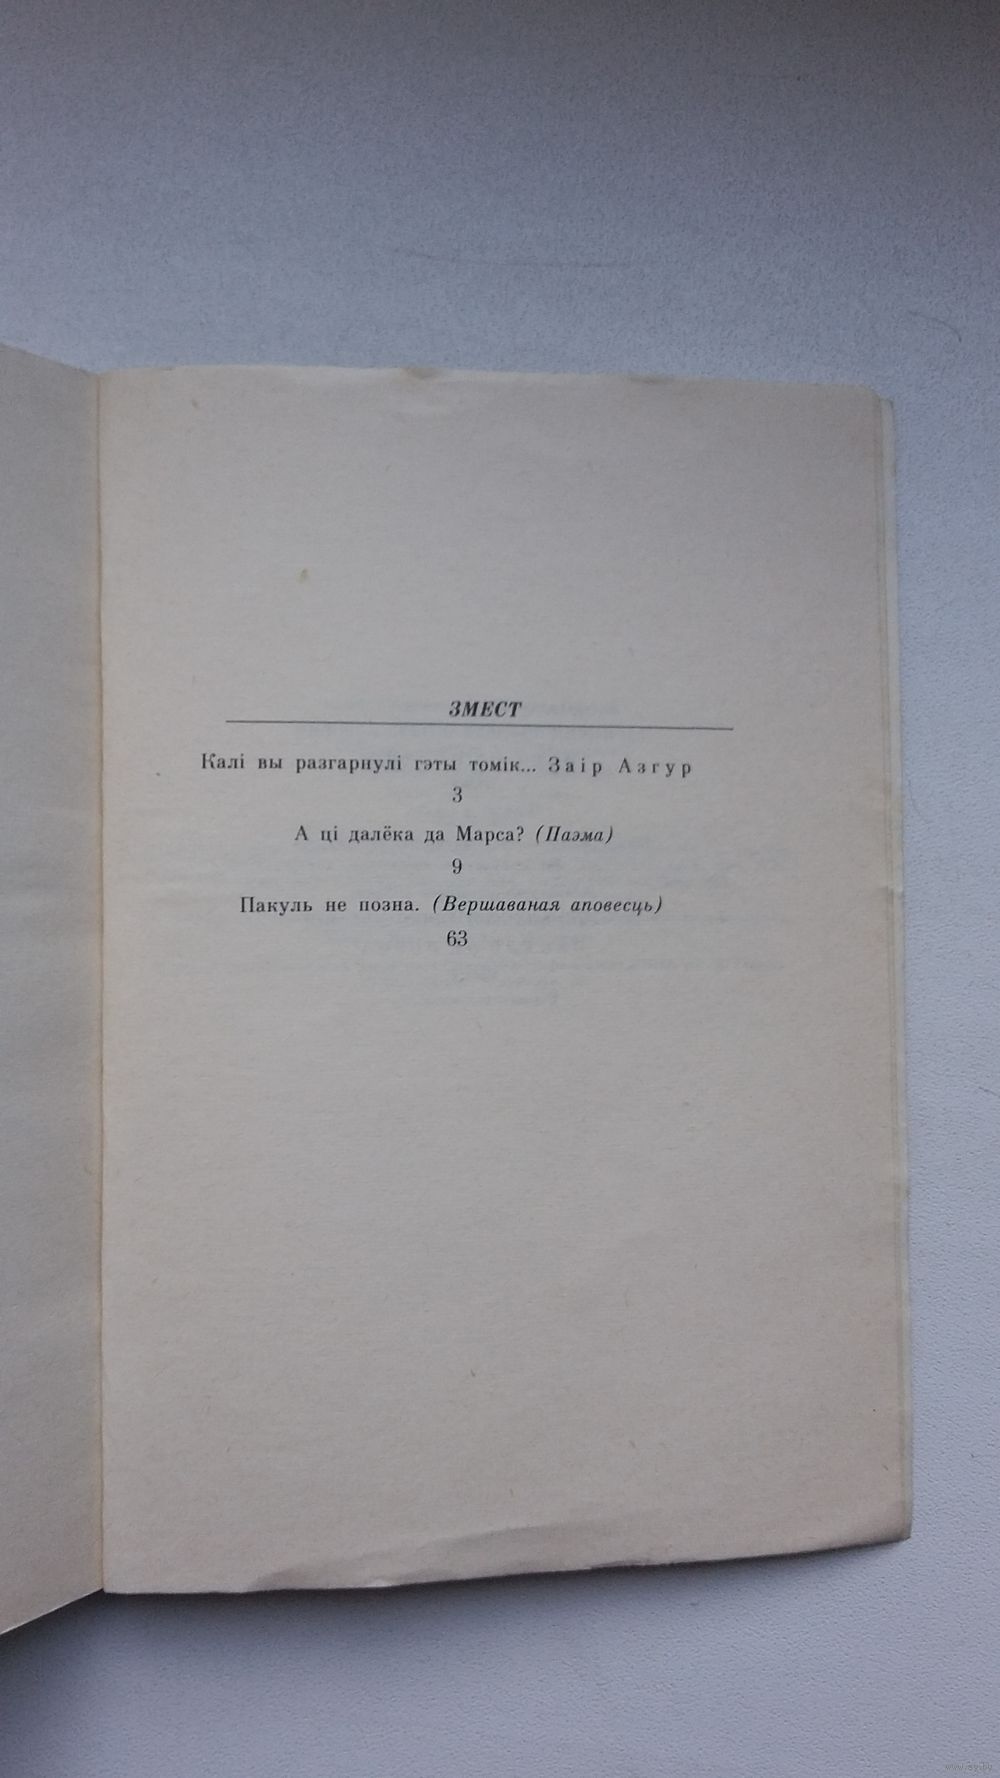 ЗМЕСТ
Калі вы разгарнулі гэты томік... Заір Азгур
3
А ці далёка да Марса? (Паэма)
9
Пакуль не позна. (Вершаваная аповесць)
63